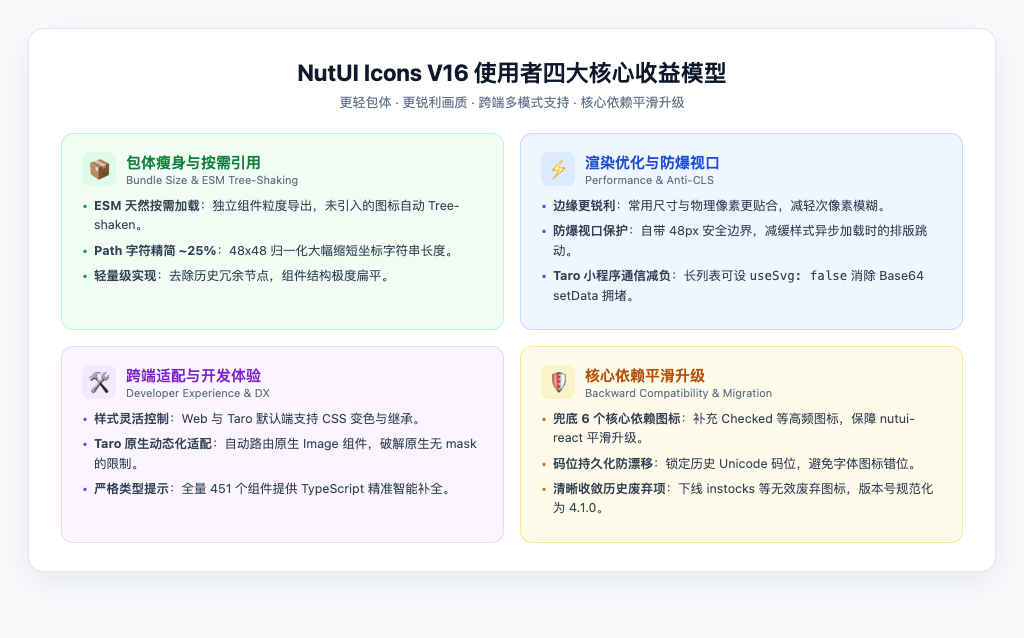 NutUI Icons V16 使用者四大核心收益模型
更轻包体 · 更锐利画质 · 跨端多模式支持 · 核心依赖平滑升级
包体瘦身与按需引用
Bundle Size & ESM Tree-Shaking
• ESM 天然按需加载：独立组件粒度导出，未引入的图标自动 Tree-
shaken。
• Path 字符精简 ~25%：48x48 归一化大幅缩短坐标字符串长度。
• 轻量级实现：去除历史冗余节点，组件结构极度扁平。
渲染优化与防爆视口
Performance & Anti-CLS
• 边缘更锐利：常用尺寸与物理像素更贴合，减轻次像素模糊。
• 防爆视口保护：自带 48px 安全边界，减缓样式异步加载时的排版跳
动。
• Taro 小程序通信减负：长列表可设 useSvg: false 消除 Base64
setData 拥堵。
跨端适配与开发体验
Developer Experience & DX
• 样式灵活控制：Web 与 Taro 默认端支持 CSS 变色与继承。
• Taro 原生动态化适配：自动路由原生 Image 组件，破解原生无 mask
的限制。
• 严格类型提示：全量 451 个组件提供 TypeScript 精准智能补全。
核心依赖平滑升级
Backward Compatibility & Migration
• 兜底 6 个核心依赖图标：补充 Checked 等高频图标，保障 nutui-
react 平滑升级。
• 码位持久化防漂移：锁定历史 Unicode 码位，避免字体图标错位。
• 清晰收敛历史废弃项：下线 instocks 等无效废弃图标，版本号规范化
为 4.1.0。